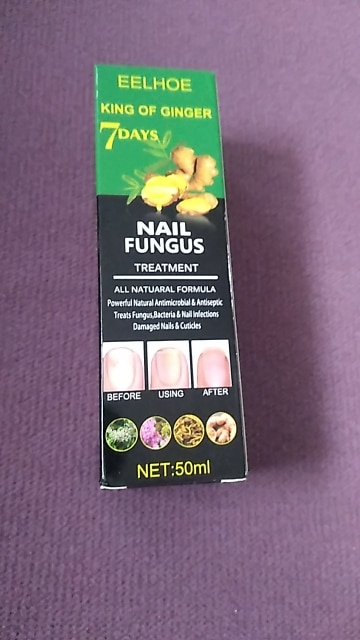 EELHOE
KING OF GINGER
7DAYS
NAIL
FUNGUS
TREATMENT
ALL NATUARAL FORMULA
Powerful Natural Antimicrobial & Antiseptic
Treats Fungus,Bacteria & Nail Infections
Damaged Nails & Cuticles
BEFORE USING AFTER
NET:50ml